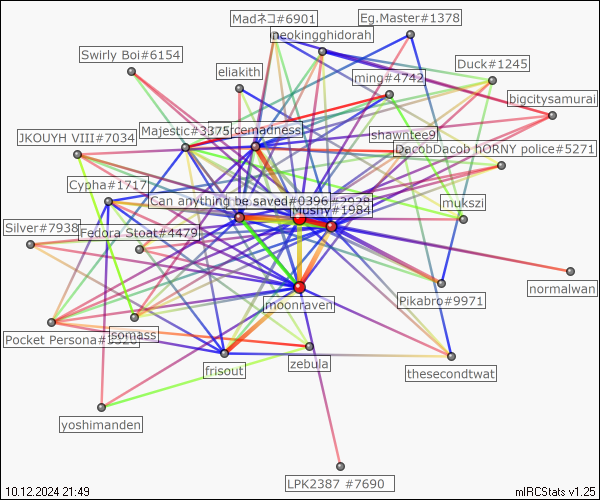 Madネコ#6901
Eg.Master#1378
neokingghidorah
Swirly Boi#6154
Duck#1245
eliakith
ming#4742
bigcitysamurai
Majestic#3375
rcemadness
shawntee9
JKOUYH VIII#7034
DacobDacob hORNY police#5271
Cypha#1717
Can anything be saved#0396
mukszi
Mushy#1984
Silver#7938
Fedora Stoat#4479
normalwan
Pikabro#9971
moonraven
somass
Pocket Persona#
frisout
zebula
thesecondtwat
yoshimanden
LPK2387 #7690
10.12.2024 21:49
mIRCStats v1.25